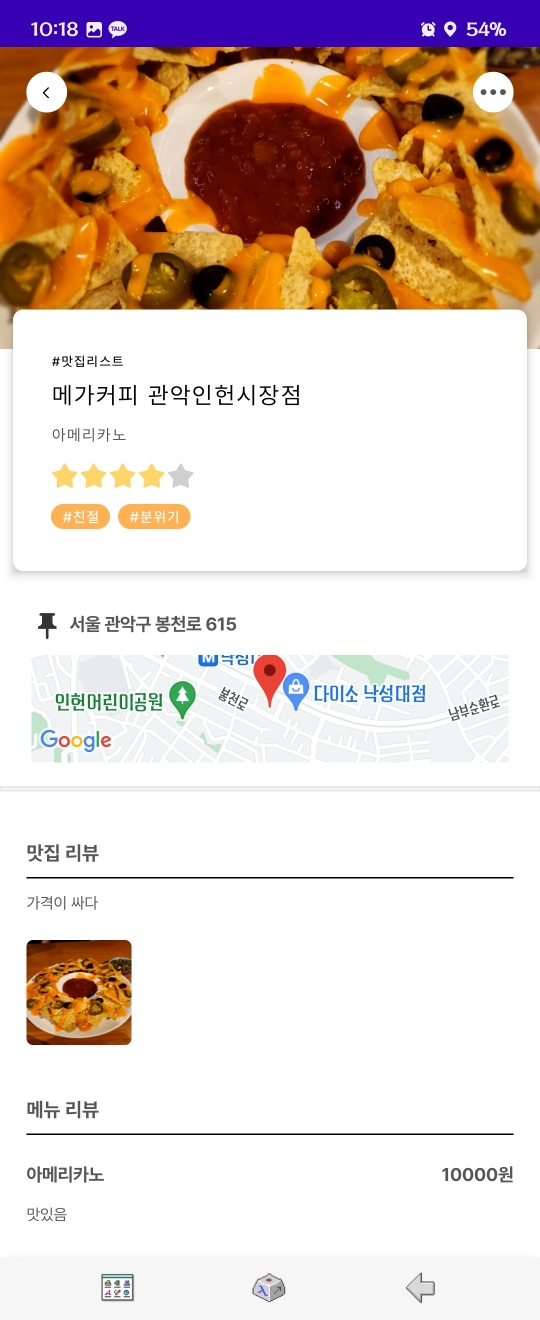 10:18 TALK 54%
#맛집리스트
메가커피 관악인헌시장점
아메리카노
#친절 #분위기
서울 관악구 봉천로 615
인헌어린이공원
봉천로
다이소 낙성대점
남부순환로
Google
맛집 리뷰
가격이 싸다
메뉴 리뷰
아메리카노 10000원
맛있음